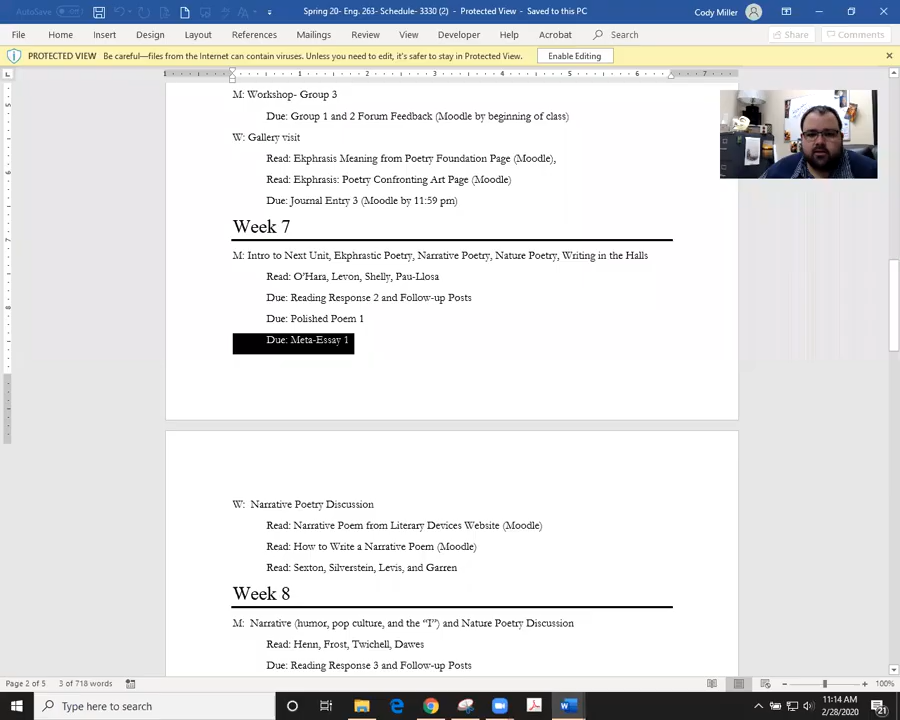 AutoSave Off Spring 20- Eng. 263-Schedule- 3330 (2) - Protected View - Saved to this PC Cody Miller
File Home Insert Design Layout References Mailings Review View Developer Help Acrobat Search Share Comments
PROTECTED VIEW Be careful—files from the Internet can contain viruses. Unless you need to edit, it's safer to stay in Protected View. Enable Editing
1 1 2 3 4 5 6 7
M: Workshop- Group 3
Due: Group 1 and 2 Forum Feedback (Moodle by beginning of class)
W: Gallery visit
Read: Ekphrasis Meaning from Poetry Foundation Page (Moodle),
Read: Ekphrasis: Poetry Confronting Art Page (Moodle)
Due: Journal Entry 3 (Moodle by 11:59 pm)
Week 7
M: Intro to Next Unit, Ekphrastic Poetry, Narrative Poetry, Nature Poetry, Writing in the Halls
Read: O'Hara, Levon, Shelly, Pau-Llosa
Due: Reading Response 2 and Follow-up Posts
Due: Polished Poem 1
Due: Meta-Essay 1
W: Narrative Poetry Discussion
Read: Narrative Poem from Literary Devices Website (Moodle)
Read: How to Write a Narrative Poem (Moodle)
Read: Sexton, Silverstein, Levis, and Garren
Week 8
M: Narrative (humor, pop culture, and the “I”) and Nature Poetry Discussion
Read: Henn, Frost, Twichell, Dawes
Due: Reading Response 3 and Follow-up Posts
Page 2 of 5 3 of 718 words 100%
Type here to search
11:14 AM
2/28/2020
21